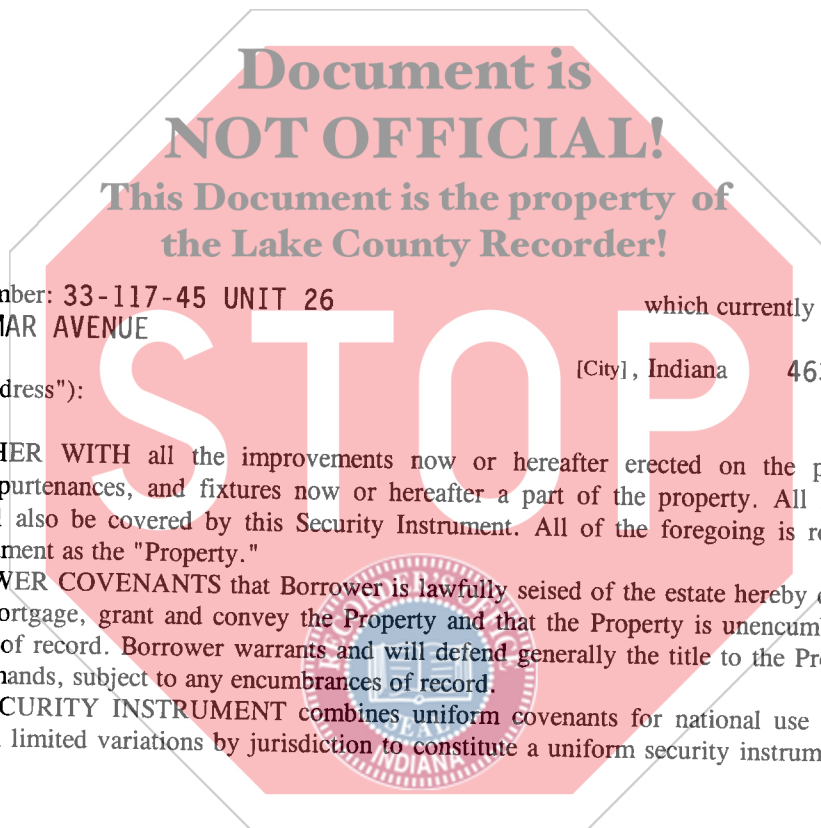 Document is
NOT OFFICIAL!
This Document is the property of
the Lake County Recorder!
mber: 33-117-45 UNIT 26 which currently
MAR AVENUE
[City], Indiana 463
dress"):
STOP
HER WITH all the improvements now or hereafter erected on the p
purtenances, and fixtures now or hereafter a part of the property. All
l also be covered by this Security Instrument. All of the foregoing is re
ment as the "Property."
WER COVENANTS that Borrower is lawfully seised of the estate hereby c
ortgage, grant and convey the Property and that the Property is unencumb
of record. Borrower warrants and will defend generally the title to the Pro
nands, subject to any encumbrances of record.
CURITY INSTRUMENT combines uniform covenants for national use
limited variations by jurisdiction to constitute a uniform security instrum
SEAL
INDIANA